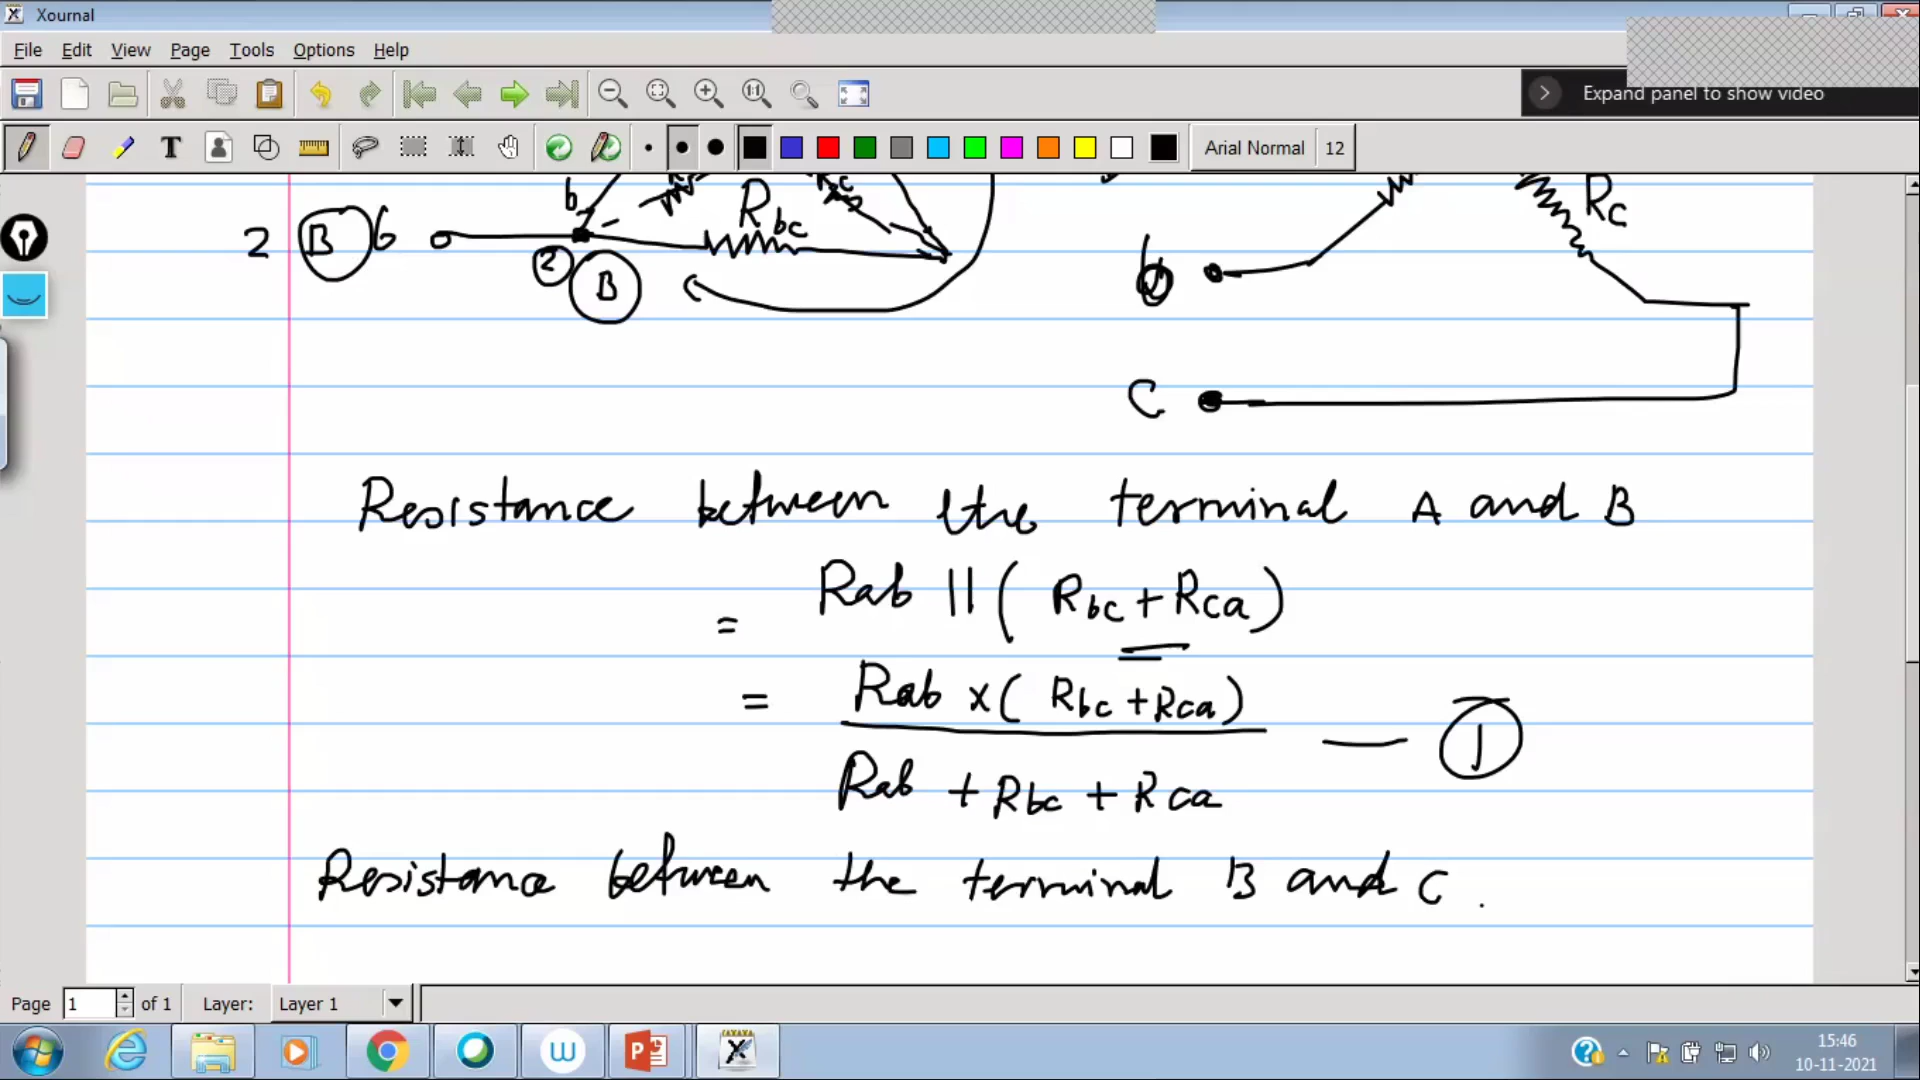 Xournal
File Edit View Page Tools Options Help
Expand panel to show video
Arial Normal 12
b
Rbc
Rc
2 B 6
2
B
b
C
Resistance between the terminal A and B
= Rab || ( Rbc + Rca )
= Rab x ( Rbc + Rca )
Rab + Rbc + Rca
1
Resistance between the terminal B and C .
Page 1 of 1 Layer: Layer 1
15:46
10-11-2021